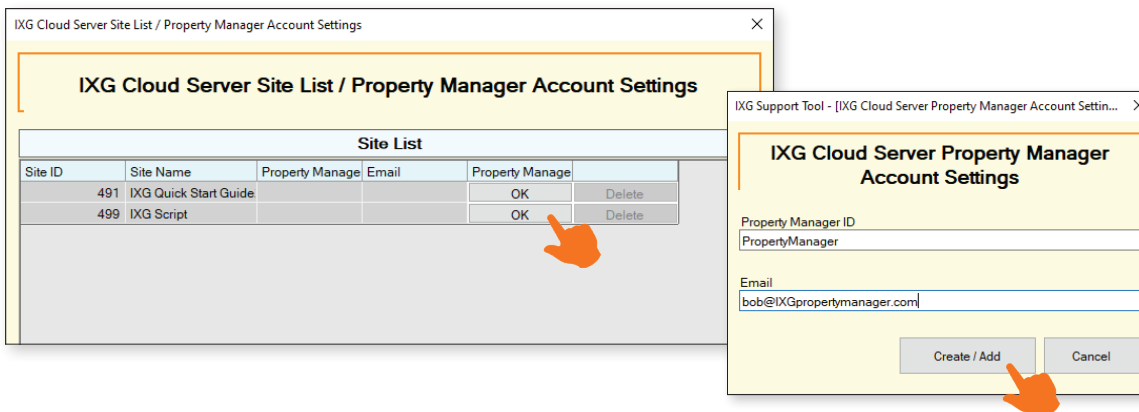 IXG Cloud Server Site List / Property Manager Account Settings
IXG Cloud Server Site List / Property Manager Account Settings
Site List
Site ID Site Name Property Manage Email Property Manage
491 IXG Quick Start Guide OK Delete
499 IXG Script OK Delete
IXG Support Tool - [IXG Cloud Server Property Manager Account Settin...
IXG Cloud Server Property Manager
Account Settings
Property Manager ID
PropertyManager
Email
bob@IXGpropertymanager.com
Create / Add Cancel